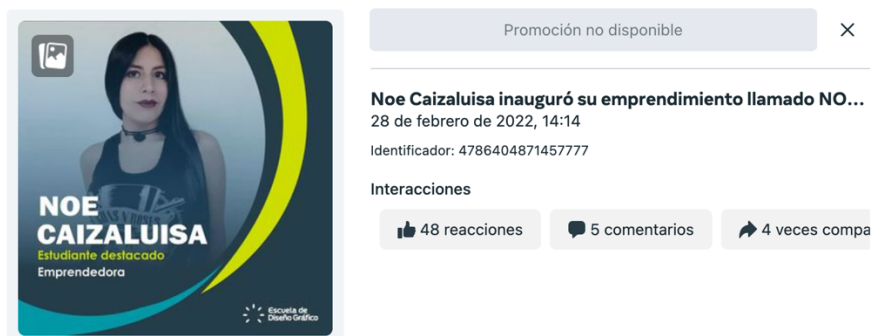 NOE
CAIZALUISA
Estudiante destacado
Emprendedora
Escuela de
Diseño Gráfico
Promoción no disponible
Noe Caizaluisa inauguró su emprendimiento llamado NO...
28 de febrero de 2022, 14:14
Identificador: 4786404871457777
Interacciones
48 reacciones
5 comentarios
4 veces compa